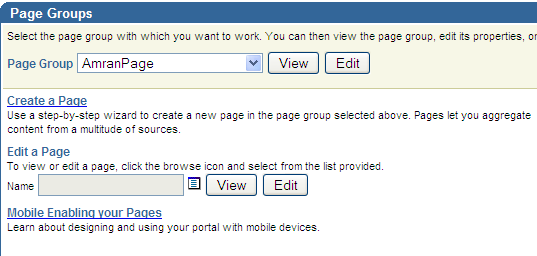 Page Groups
Select the page group with which you want to work. You can then view the page group, edit its properties, or
Page Group AmranPage View Edit
Create a Page
Use a step-by-step wizard to create a new page in the page group selected above. Pages let you aggregate
content from a multitude of sources.
Edit a Page
To view or edit a page, click the browse icon and select from the list provided.
Name View Edit
Mobile Enabling your Pages
Learn about designing and using your portal with mobile devices.